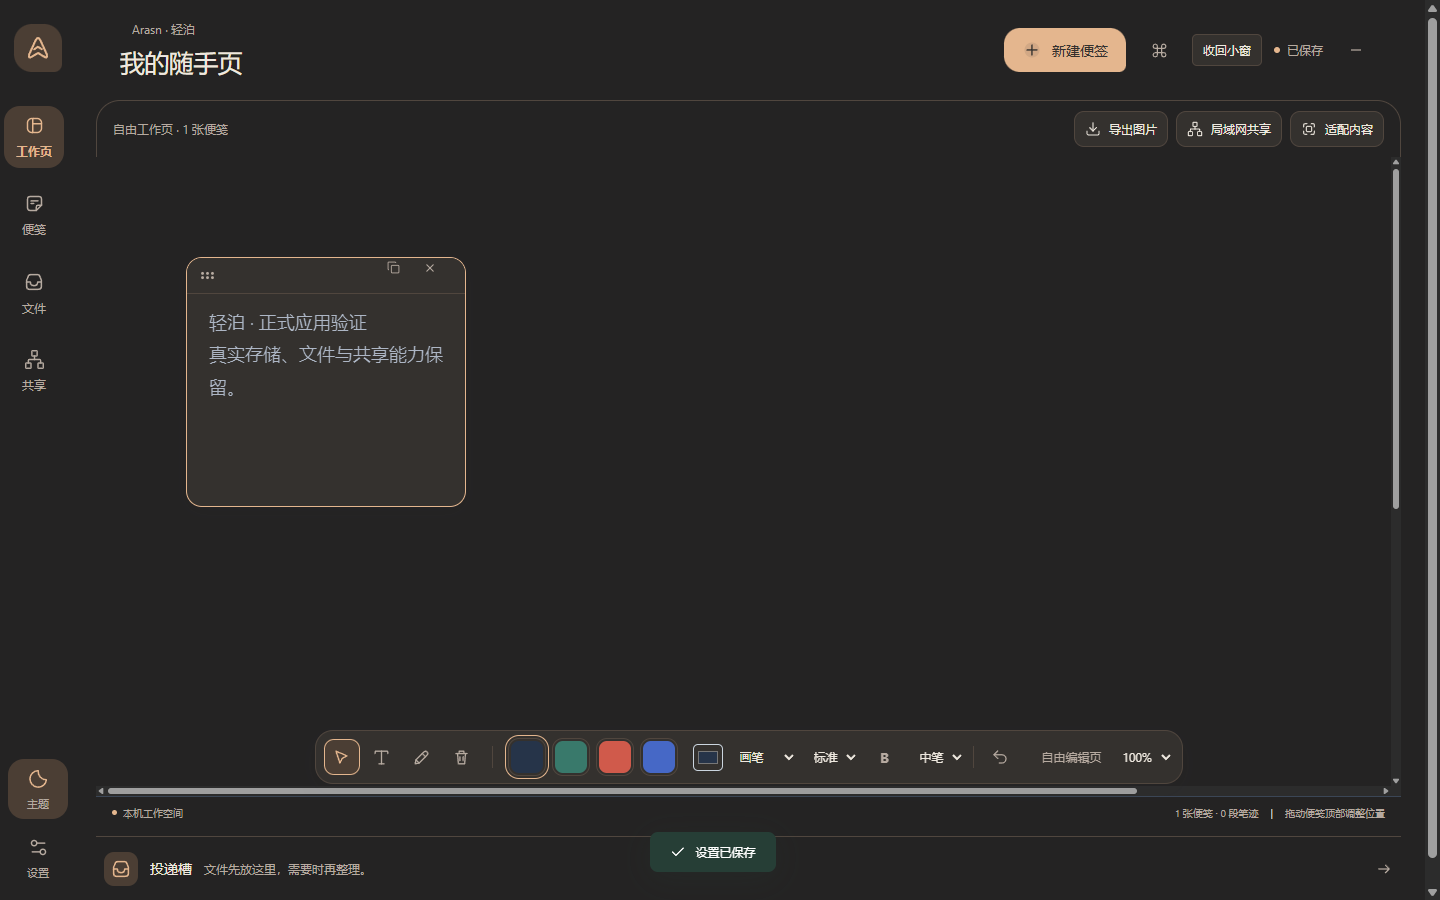 Arasn · 轻泊
我的随手页
新建便签
收回小窗
已保存
工作页
便笺
文件
共享
主题
设置
自由工作页 · 1 张便笺
导出图片
局域网共享
适配内容
轻泊 · 正式应用验证
真实存储、文件与共享能力保
留。
画笔
标准
B
中笔
自由编辑页
100%
本机工作空间
1 张便笺 · 0 段笔迹 | 拖动便笺顶部调整位置
投递槽 文件先放这里，需要时再整理。
设置已保存